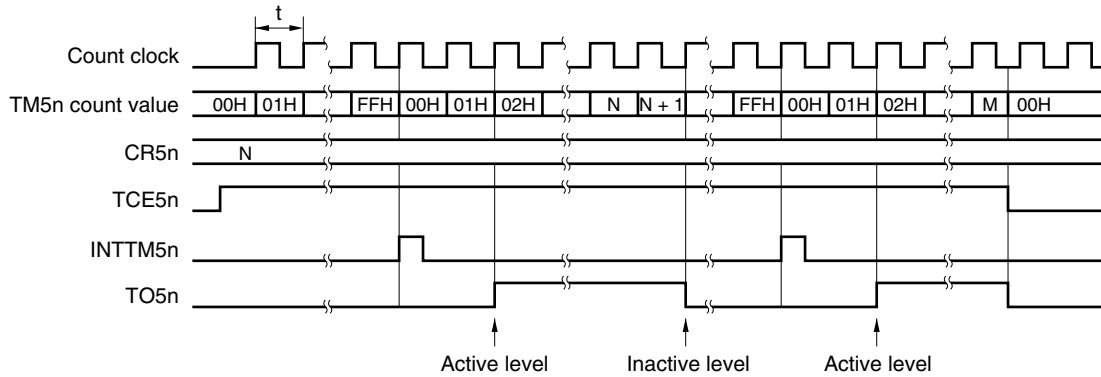 t
Count clock
TM5n count value 00H 01H FFH 00H 01H 02H N N + 1 FFH 00H 01H 02H M 00H
CR5n N
TCE5n
INTTM5n
TO5n
Active level Inactive level Active level